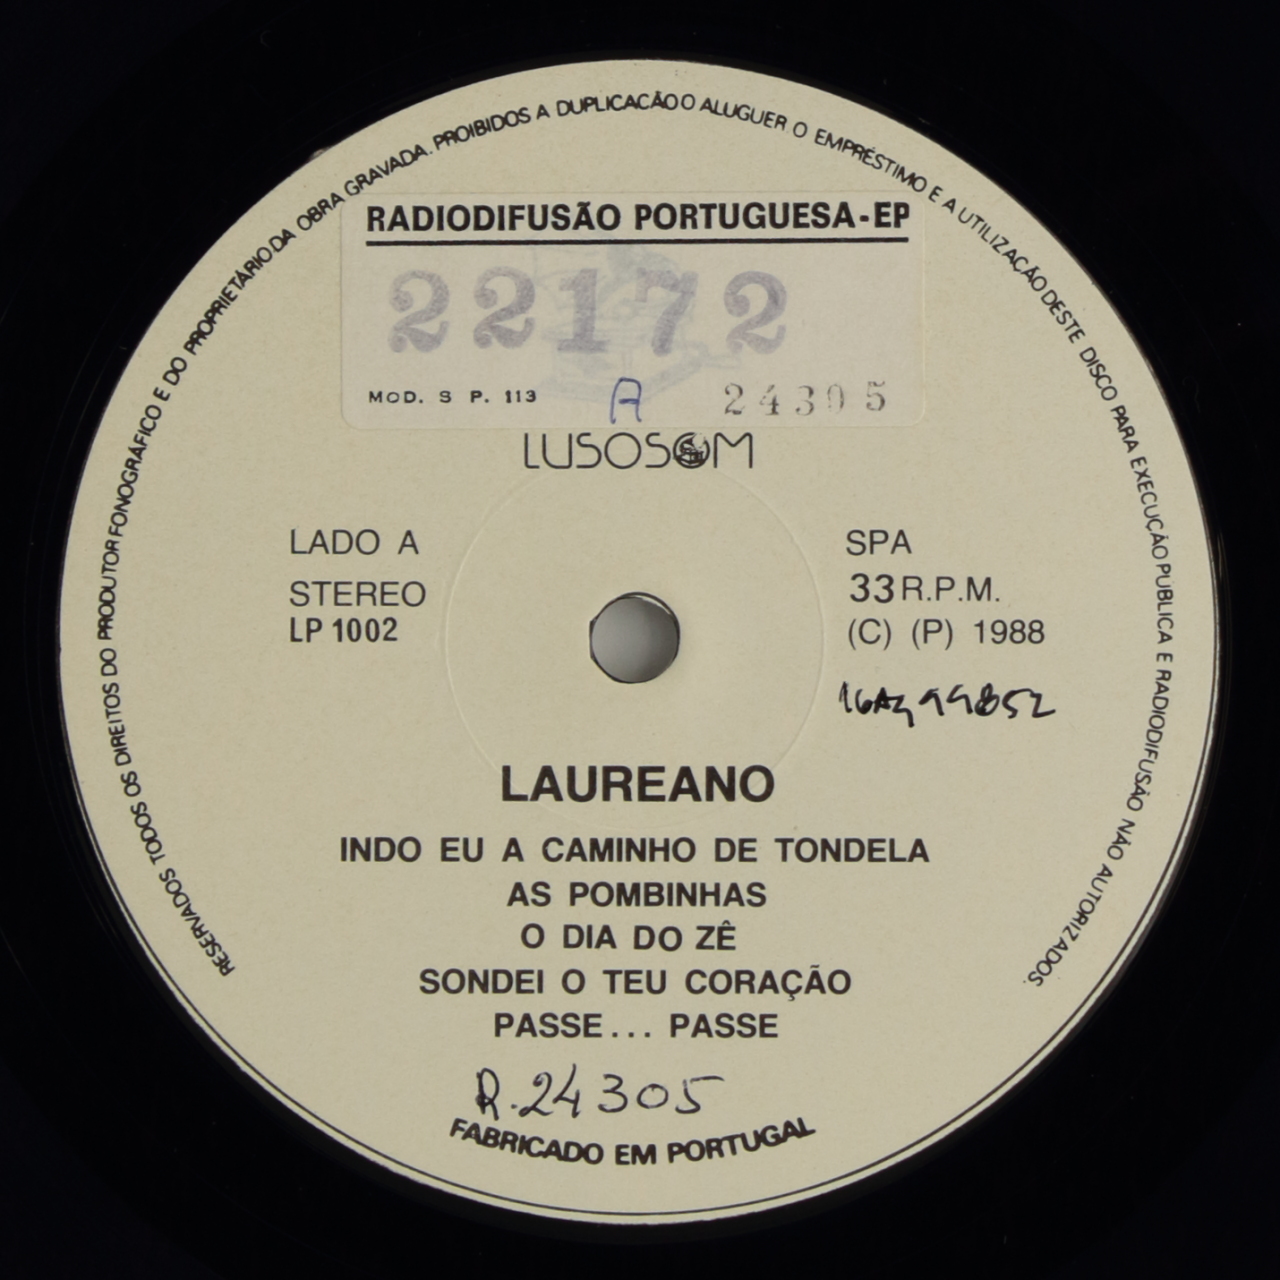 RESERVADOS TODOS OS DIREITOS DO PRODUTOR FONOGRÁFICO E DO PROPRIETÁRIO DA OBRA GRAVADA. PROIBIDOS A DUPLICAÇÃO O ALUGUER O EMPRÉSTIMO E A UTILIZAÇÃO DESTE DISCO PARA EXECUÇÃO PUBLICA E RADIODIFUSÃO NÃO AUTORIZADOS.
RADIODIFUSÃO PORTUGUESA-EP
22172
MOD. S P. 113 A 24305
LUSOSOM
LADO A SPA
STEREO 33 R.P.M.
LP 1002 (C) (P) 1988
LAUREANO
INDO EU A CAMINHO DE TONDELA
AS POMBINHAS
O DIA DO ZÊ
SONDEI O TEU CORAÇÃO
PASSE... PASSE
R.24305
FABRICADO EM PORTUGAL